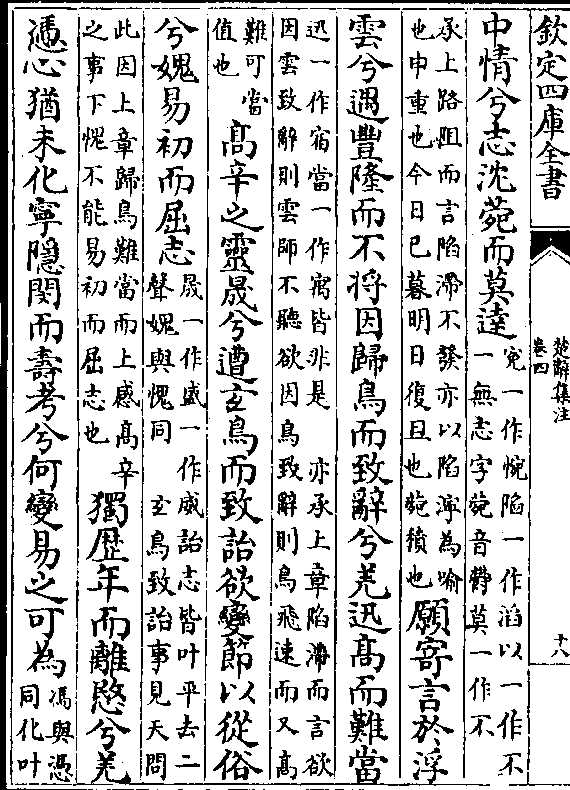 欽定四庫全書
楚辭集注
卷四
十八
中情兮志沈菀而莫達
寃一作惋陷一作滔以一作不
一無志字菀音鬱莫一作不
承上路阻而言陷滯不發亦以陷濘為喻
也申重也今日已暮明日復旦也菀積也
願寄言於浮
雲兮遇豐隆而不將因歸鳥而致辭兮羌迅髙而難當
迅一作宿當一作寓皆非是 亦承上章陷滯而言欲
因雲致辭則雲師不聽欲因鳥致辭則鳥飛速而又髙
難可當
值也
髙辛之靈晟兮遭玄鳥而致詒欲變節以從俗
兮媿易初而屈志
晟一作盛一作威詒志皆叶平去二
聲媿與愧同 玄鳥致詒事見天問
此因上章歸鳥難當而上感髙辛
之事下愧不能易初而屈志也
獨歴年而離愍兮羌
慿心猶未化寧隱閔而壽考兮何變易之可為
馮與慿
同化叶